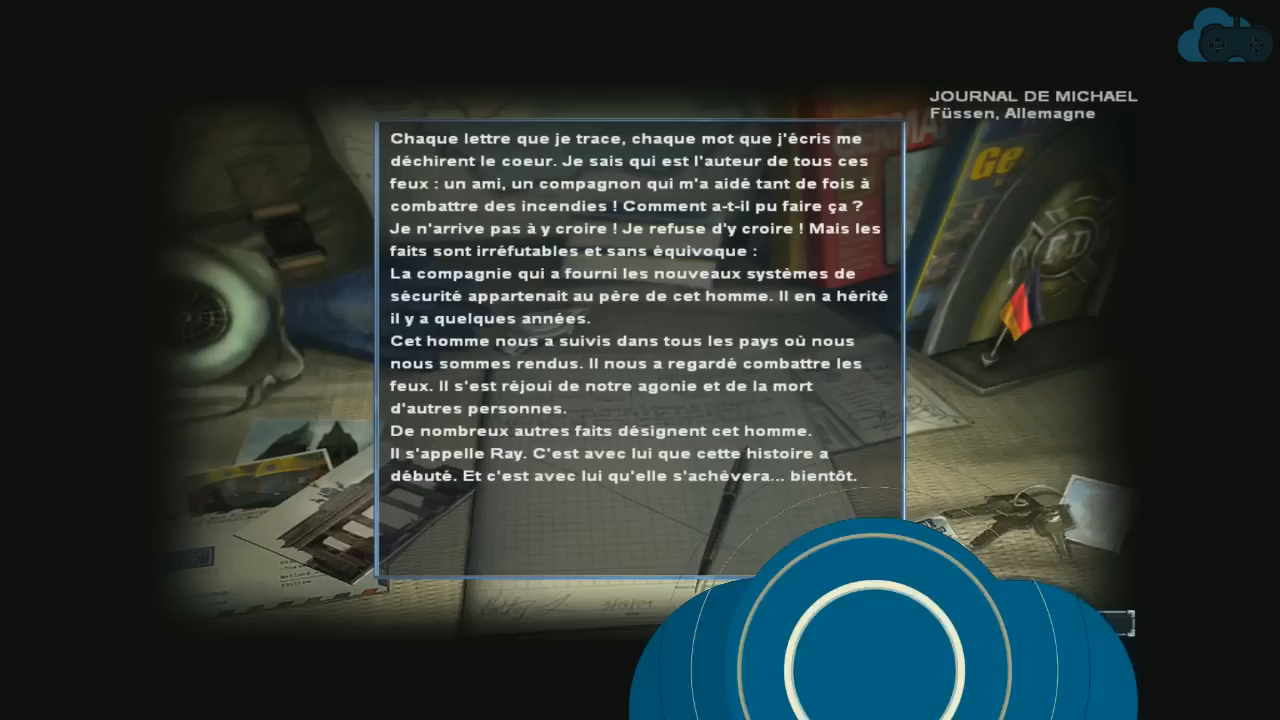 JOURNAL DE MICHAEL
Füssen, Allemagne
Chaque lettre que je trace, chaque mot que j'écris me
déchirent le coeur. Je sais qui est l'auteur de tous ces
feux : un ami, un compagnon qui m'a aidé tant de fois à
combattre des incendies ! Comment a-t-il pu faire ça ?
Je n'arrive pas à y croire ! Je refuse d'y croire ! Mais les
faits sont irréfutables et sans équivoque :
La compagnie qui a fourni les nouveaux systèmes de
sécurité appartenait au père de cet homme. Il en a hérité
il y a quelques années.
Cet homme nous a suivis dans tous les pays où nous
nous sommes rendus. Il nous a regardé combattre les
feux. Il s'est réjoui de notre agonie et de la mort
d'autres personnes.
De nombreux autres faits désignent cet homme.
Il s'appelle Ray. C'est avec lui que cette histoire a
débuté. Et c'est avec lui qu'elle s'achèvera... bientôt.
Ge